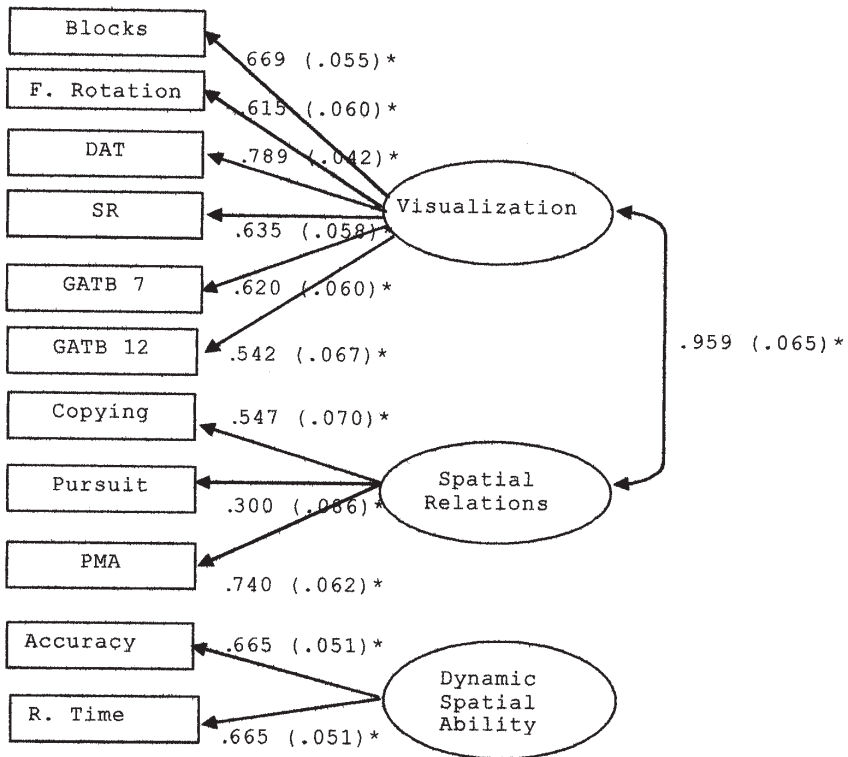 Blocks
.669 (.055)*
F. Rotation
.615 (.060)*
DAT
.789 (.042)*
SR
Visualization
.635 (.058)*
GATB 7
.620 (.060)*
GATB 12
.542 (.067)*
.959 (.065)*
Copying
.547 (.070)*
Pursuit
Spatial
Relations
.300 (.086)*
PMA
.740 (.062)*
Accuracy
.665 (.051)*
Dynamic
Spatial
Ability
R. Time
.665 (.051)*